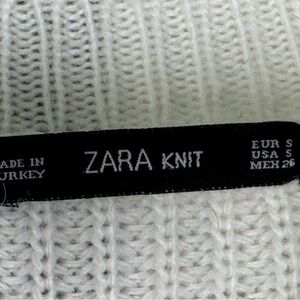 ADE IN
URKEY
ZARA KNIT
EUR S
USA S
MEX 26